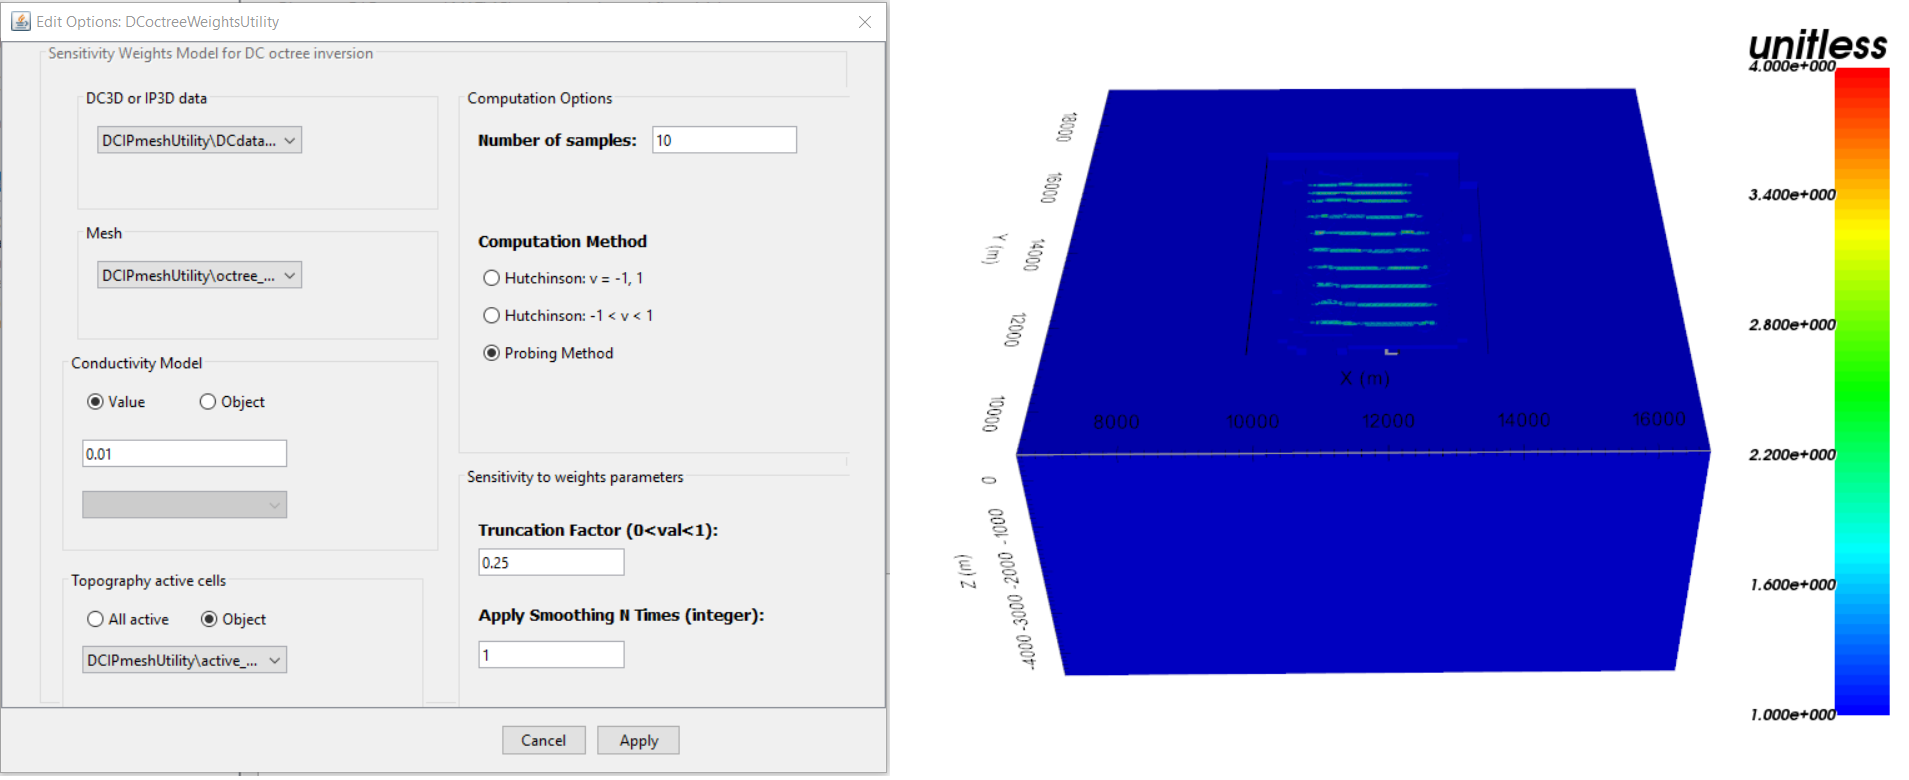 Edit Options: DCoctreeWeightsUtility
Sensitivity Weights Model for DC octree inversion
DC3D or IP3D data
DCIPmeshUtility\DCdata...
Mesh
DCIPmeshUtility\octree_...
Conductivity Model
Value
Object
0.01
Topography active cells
All active
Object
DCIPmeshUtility\active_...
Computation Options
Number of samples:
10
Computation Method
Hutchinson: v = -1, 1
Hutchinson: -1 < v < 1
Probing Method
Sensitivity to weights parameters
Truncation Factor (0<val<1):
0.25
Apply Smoothing N Times (integer):
1
Cancel
Apply
18000
16000
Y (m)
14000
12000
10000
X (m)
8000
10000
12000
14000
16000
0
-1000
-2000
-3000
-4000
Z (m)
unitless
4.000e+000
3.400e+000
2.800e+000
2.200e+000
1.600e+000
1.000e+000